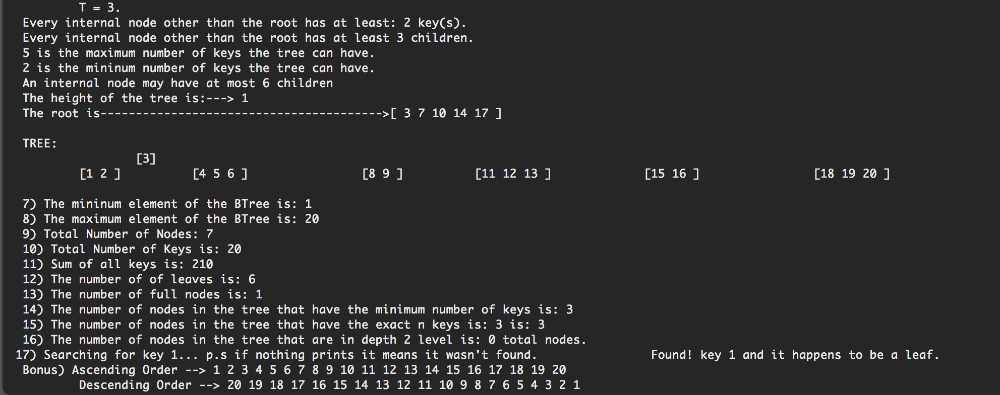 T = 3.
Every internal node other than the root has at least: 2 key(s).
Every internal node other than the root has at least 3 children.
5 is the maximum number of keys the tree can have.
2 is the mininum number of keys the tree can have.
An internal node may have at most 6 children
The height of the tree is:---> 1
The root is---------------------------------------->[ 3 7 10 14 17 ]
TREE:
[3]
[1 2 ] [4 5 6 ] [8 9 ] [11 12 13 ] [15 16 ] [18 19 20 ]
7) The mininum element of the BTree is: 1
8) The maximum element of the BTree is: 20
9) Total Number of Nodes: 7
10) Total Number of Keys is: 20
11) Sum of all keys is: 210
12) The number of of leaves is: 6
13) The number of full nodes is: 1
14) The number of nodes in the tree that have the minimum number of keys is: 3
15) The number of nodes in the tree that have the exact n keys is: 3 is: 3
16) The number of nodes in the tree that are in depth 2 level is: 0 total nodes.
17) Searching for key 1... p.s if nothing prints it means it wasn't found. Found! key 1 and it happens to be a leaf.
Bonus) Ascending Order --> 1 2 3 4 5 6 7 8 9 10 11 12 13 14 15 16 17 18 19 20
Descending Order --> 20 19 18 17 16 15 14 13 12 11 10 9 8 7 6 5 4 3 2 1